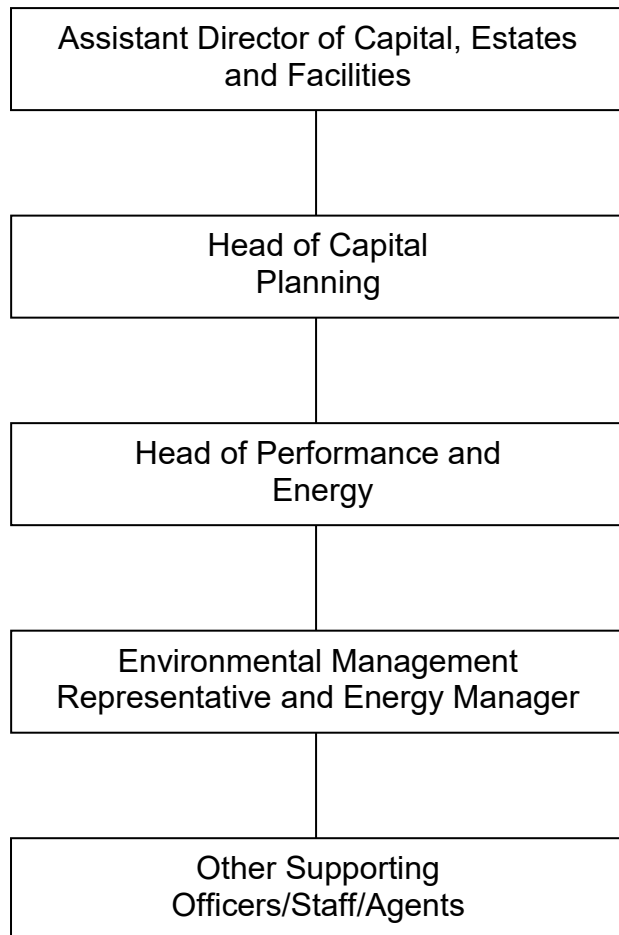 Assistant Director of Capital, Estates
and Facilities
Head of Capital
Planning
Head of Performance and
Energy
Environmental Management
Representative and Energy Manager
Other Supporting
Officers/Staff/Agents